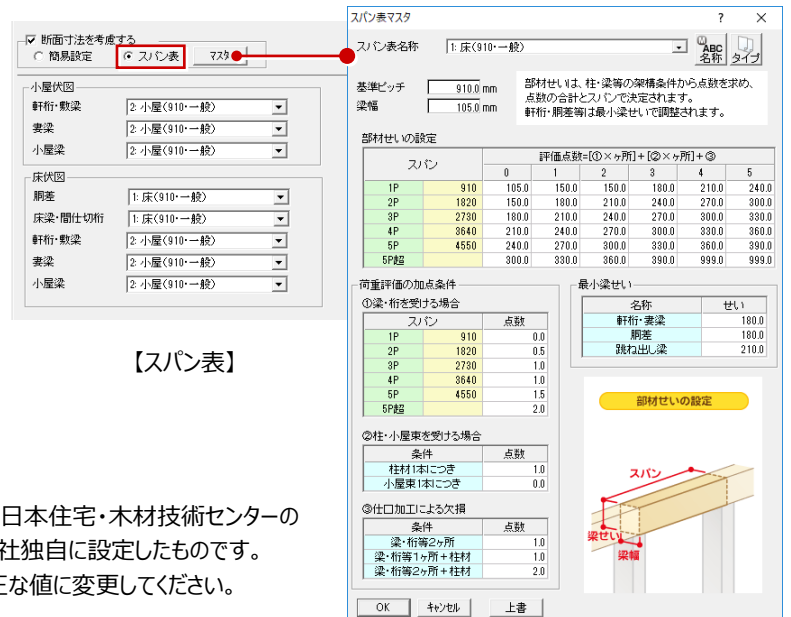 断面寸法を考慮する
簡易設定 スパン表 マスタ
小屋伏図
軒桁・敷梁 2: 小屋(910・一般)
妻梁 2: 小屋(910・一般)
小屋梁 2: 小屋(910・一般)
床伏図
胴差 1: 床(910・一般)
床梁・間仕切桁 1: 床(910・一般)
軒桁・敷梁 2: 小屋(910・一般)
妻梁 2: 小屋(910・一般)
小屋梁 2: 小屋(910・一般)
【スパン表】
日本住宅・木材技術センターの
社独自に設定したものです。
正な値に変更してください。
スパン表マスタ ? ×
スパン表名称 1: 床(910・一般) ABC 名称 タイプ
基準ピッチ 910.0 mm
梁幅 105.0 mm
部材せいは、柱・梁等の架構条件から点数を求め、
点数の合計とスパンで決定されます。
軒桁・胴差等は最小梁せいで調整されます。
部材せいの設定
スパン 評価点数=[①×ヶ所]+[②×ヶ所]+③
0 1 2 3 4 5
1P 910 105.0 150.0 150.0 180.0 210.0 240.0
2P 1820 150.0 180.0 210.0 240.0 270.0 300.0
3P 2730 180.0 210.0 240.0 270.0 300.0 330.0
4P 3640 210.0 240.0 270.0 300.0 330.0 360.0
5P 4550 240.0 270.0 300.0 330.0 360.0 390.0
5P超 300.0 330.0 360.0 390.0 999.0 999.0
荷重評価の加点条件
①梁・桁を受ける場合
スパン 点数
1P 910 0.0
2P 1820 0.5
3P 2730 1.0
4P 3640 1.0
5P 4550 1.5
5P超 2.0
②柱・小屋束を受ける場合
条件 点数
柱材1本につき 1.0
小屋束1本につき 0.0
③仕口加工による欠損
条件 点数
梁・桁等2ヶ所 1.0
梁・桁等1ヶ所+柱材 1.0
梁・桁等2ヶ所+柱材 2.0
最小梁せい
名称 せい
軒桁・妻梁 180.0
胴差 180.0
跳ね出し梁 210.0
部材せいの設定
スパン
梁せい
梁幅
OK キャンセル 上書